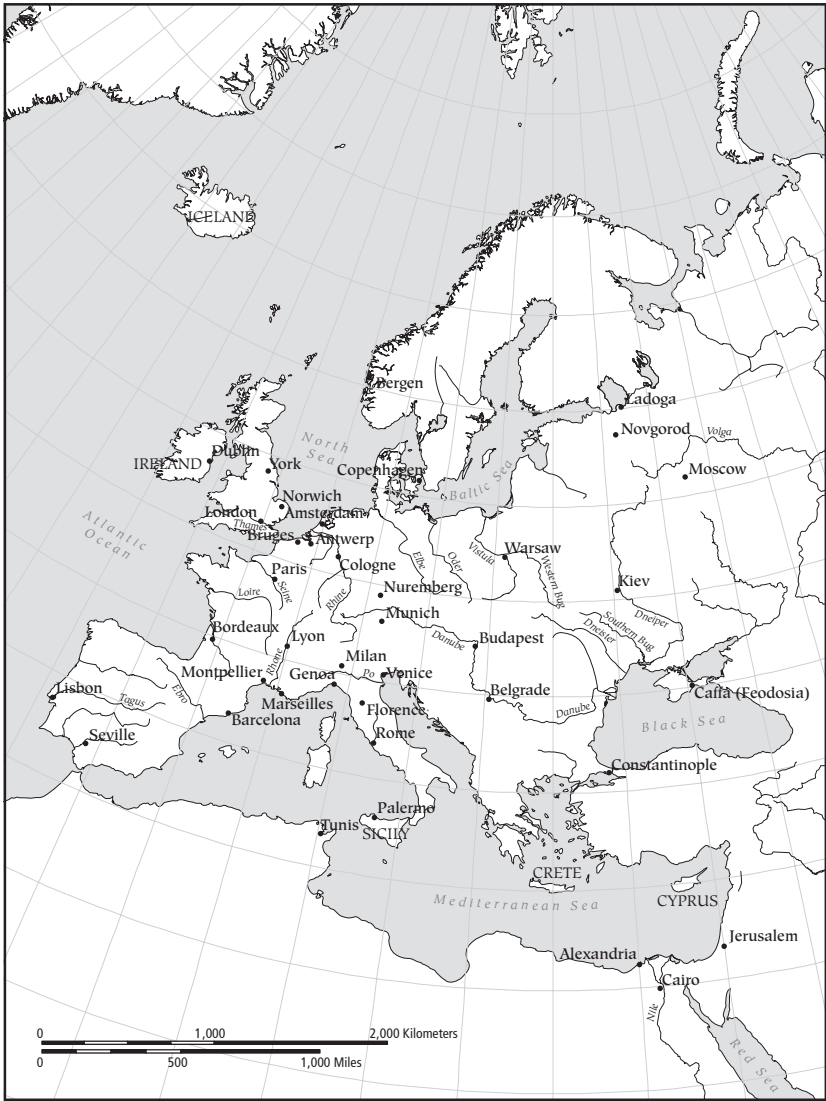 ICELAND
Bergen
Ladoga
Novgorod
Volga
North
Sea
Dublin
IRELAND
York
Copenhagen
Baltic Sea
Moscow
Norwich
London
Amsterdam
Thames
Atlantic
Ocean
Bruges
Antwerp
Elbe
Oder
Vistula
Warsaw
Western Bug
Cologne
Paris
Seine
Loire
Rhine
Nuremberg
Kiev
Munich
Dneiper
Southern Bug
Dneister
Bordeaux
Lyon
Danube
Budapest
Milan
Montpellier
Rhone
Genoa
Po
Venice
Lisbon
Tagus
Ebro
Marseilles
Belgrade
Caffa (Feodosia)
Barcelona
Florence
Danube
Black Sea
Seville
Rome
Constantinople
Palermo
Tunis
SICIIY
CRETE
CYPRUS
Mediterranean Sea
Jerusalem
Alexandria
Cairo
Nile
Red Sea
0 1,000 2,000 Kilometers
0 500 1,000 Miles